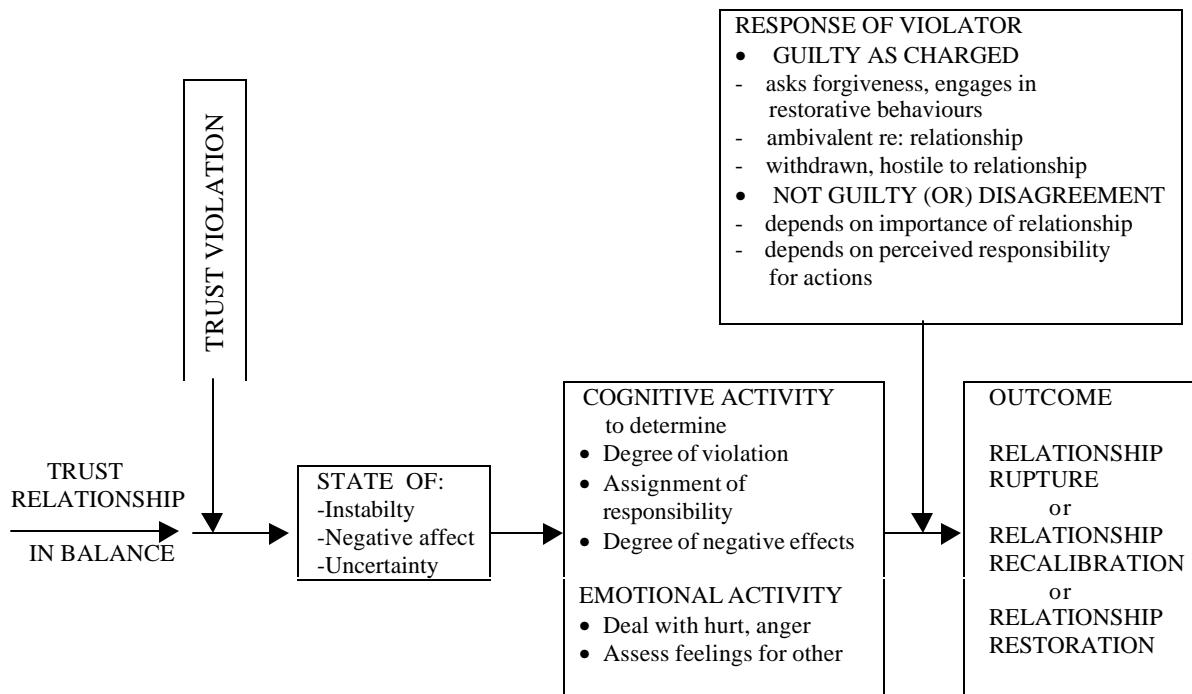 RESPONSE OF VIOLATOR
• GUILTY AS CHARGED
- asks forgiveness, engages in
restorative behaviours
- ambivalent re: relationship
- withdrawn, hostile to relationship
• NOT GUILTY (OR) DISAGREEMENT
- depends on importance of relationship
- depends on perceived responsibility
for actions
TRUST VIOLATION
TRUST
RELATIONSHIP
IN BALANCE
STATE OF:
-Instabilty
-Negative affect
-Uncertainty
COGNITIVE ACTIVITY
to determine
• Degree of violation
• Assignment of
responsibility
• Degree of negative effects
EMOTIONAL ACTIVITY
• Deal with hurt, anger
• Assess feelings for other
OUTCOME
RELATIONSHIP
RUPTURE
or
RELATIONSHIP
RECALIBRATION
or
RELATIONSHIP
RESTORATION